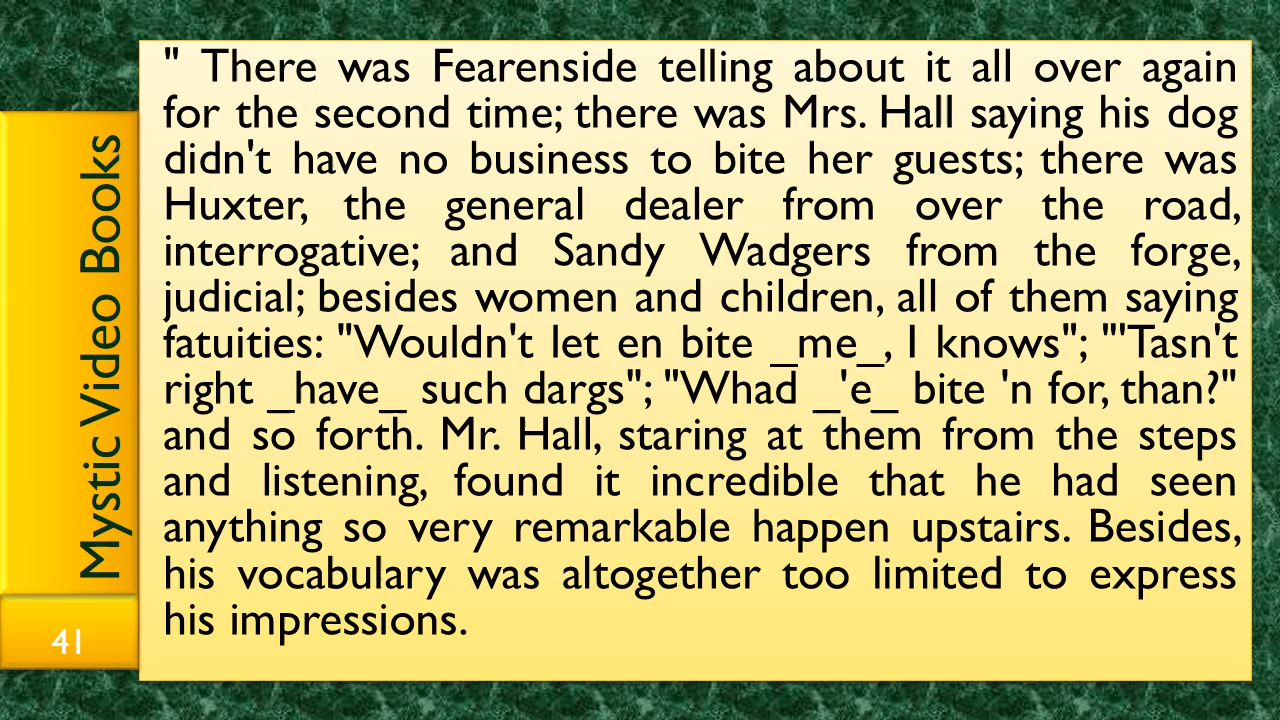 " There was Fearenside telling about it all over again
for the second time; there was Mrs. Hall saying his dog
didn't have no business to bite her guests; there was
Huxter, the general dealer from over the road,
interrogative; and Sandy Wadgers from the forge,
judicial; besides women and children, all of them saying
fatuities: "Wouldn't let en bite _me_, I knows"; "'Tasn't
right _have_ such dargs"; "Whad _'e_ bite 'n for, than?"
and so forth. Mr. Hall, staring at them from the steps
and listening, found it incredible that he had seen
anything so very remarkable happen upstairs. Besides,
his vocabulary was altogether too limited to express
his impressions.
Mystic Video Books
41